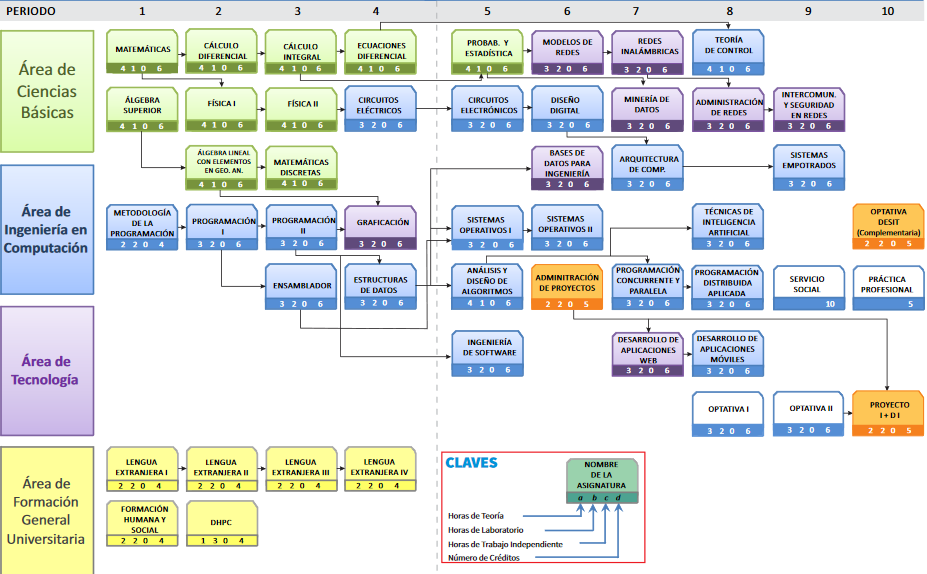 PERIODO 1 2 3 4 5 6 7 8 9 10
Área de
Ciencias
Básicas
MATEMÁTICAS
4 1 0 6
CÁLCULO
DIFERENCIAL
4 1 0 6
CÁLCULO
INTEGRAL
4 1 0 6
ECUACIONES
DIFERENCIAL
4 1 0 6
PROBAB. Y
ESTADÍSTICA
4 1 0 6
MODELOS DE
REDES
3 2 0 6
REDES
INALÁMBRICAS
3 2 0 6
TEORÍA
DE CONTROL
4 1 0 6
ÁLGEBRA
SUPERIOR
4 1 0 6
FÍSICA I
4 1 0 6
FÍSICA II
4 1 0 6
CIRCUITOS
ELÉCTRICOS
3 2 0 6
CIRCUITOS
ELECTRÓNICOS
3 2 0 6
DISEÑO
DIGITAL
3 2 0 6
MINERÍA DE
DATOS
3 2 0 6
ADMINISTRACIÓN
DE REDES
3 2 0 6
INTERCOMUN.
Y SEGURIDAD
EN REDES
3 2 0 6
ÁLGEBRA LINEAL
CON ELEMENTOS
EN GEO. AN.
4 1 0 6
MATEMÁTICAS
DISCRETAS
4 1 0 6
BASES DE
DATOS PARA
INGENIERÍA
3 2 0 6
ARQUITECTURA
DE COMP.
3 2 0 6
SISTEMAS
EMPOTRADOS
3 2 0 6
Área de
Ingeniería en
Computación
METODOLOGÍA
DE LA
PROGRAMACIÓN
2 2 0 4
PROGRAMACIÓN
I
3 2 0 6
PROGRAMACIÓN
II
3 2 0 6
GRAFICACIÓN
3 2 0 6
SISTEMAS
OPERATIVOS I
3 2 0 6
SISTEMAS
OPERATIVOS II
3 2 0 6
TÉCNICAS DE
INTELIGENCIA
ARTIFICIAL
3 2 0 6
OPTATIVA
DESIT
(Complementaria)
2 2 0 5
ENSAMBLADOR
3 2 0 6
ESTRUCTURAS
DE DATOS
3 2 0 6
ANÁLISIS Y
DISEÑO DE
ALGORITMOS
4 1 0 6
ADMINITRACIÓN
DE PROYECTOS
2 2 0 5
PROGRAMACIÓN
CONCURRENTE Y
PARALELA
3 2 0 6
PROGRAMACIÓN
DISTRIBUIDA
APLICADA
3 2 0 6
SERVICIO
SOCIAL
10
PRÁCTICA
PROFESIONAL
5
Área de
Tecnología
INGENIERÍA
DE SOFTWARE
3 2 0 6
DESARROLLO DE
APLICACIONES
WEB
3 2 0 6
DESARROLLO DE
APLICACIONES
MÓVILES
3 2 0 6
OPTATIVA I
3 2 0 6
OPTATIVA II
3 2 0 6
PROYECTO
I + D I
2 2 0 5
Área de
Formación
General
Universitaria
LENGUA
EXTRANJERA I
2 2 0 4
LENGUA
EXTRANJERA II
2 2 0 4
LENGUA
EXTRANJERA III
2 2 0 4
LENGUA
EXTRANJERA IV
2 2 0 4
FORMACIÓN
HUMANA Y
SOCIAL
2 2 0 4
DHPC
1 3 0 4
CLAVES
NOMBRE
DE LA
ASIGNATURA
a b c d
Horas de Teoría
Horas de Laboratorio
Horas de Trabajo Independiente
Número de Créditos